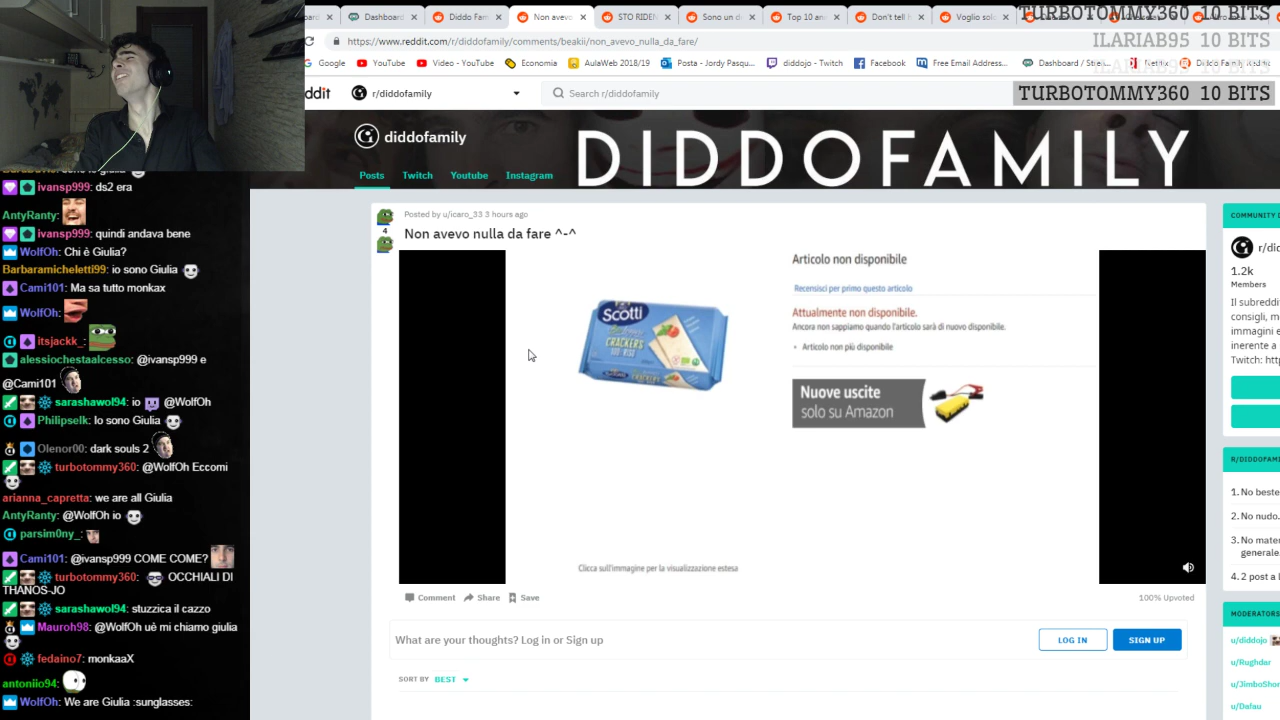 Dashboard
Diddo Fam
Non avevo
STO RIDEN
Sono un d
Top 10 an
Don't tell h
Voglio solo
TURBOTOMMY360 10 BITS
https://www.reddit.com/r/diddofamily/comments/beakii/non_avevo_nulla_da_fare/
ILARIAB95 10 BITS
Google
YouTube
Video - YouTube
Economia
AulaWeb 2018/19
Posta - Jordy Pasqu...
diddojo - Twitch
Facebook
Free Email Address...
Dashboard
ddit
r/diddofamily
Search r/diddofamily
TURBOTOMMY360 10 BITS
diddofamily
DIDDOFAMILY
Posts Twitch Youtube Instagram
ivansp999: ds2 era
AntyRanty:
ivansp999: quindi andava bene
WolfOh: Chi è Giulia?
Barbaramicheletti99: io sono Giulia
Cami101: Ma sa tutto monkax
WolfOh:
itsjackk_:
alessiochestaalcesso: @ivansp999 e
@Cami101
sarashawol94: io @WolfOh
Philipselk: Io sono Giulia
Olenor00: dark souls 2
turbotommy360: @WolfOh Eccomi
arianna_capretta: we are all Giulia
AntyRanty: @WolfOh io
parsim0ny_:
Cami101: @ivansp999 COME COME?
turbotommy360: OCCHIALI DI
THANOS-JO
sarashawol94: stuzzica il cazzo
Mauroh98: @WolfOh uè mi chiamo giulia
fedaino7: monkaaX
antoniio94:
WolfOh: We are Giulia :sunglasses:
Posted by u/icaro_33 3 hours ago
4
Non avevo nulla da fare ^-^
Scotti
CRACKERS
Articolo non disponibile
Recensisci per primo questo articolo
Attualmente non disponibile.
Ancora non sappiamo quando l'articolo sarà di nuovo disponibile.
• Articolo non più disponibile
Nuove uscite
solo su Amazon
Clicca sull'immagine per la visualizzazione estesa
Comment Share Save
100% Upvoted
What are your thoughts? Log in or Sign up
LOG IN
SIGN UP
SORT BY BEST
COMMUNITY D
r/did
1.2k
Members
Il subreddi
consigli, m
immagini e
inerente a
Twitch: htt
R/DIDDOFAMI
1. No beste
2. No nudo.
3. No mater
generale.
4. 2 post a l
MODERATORS
u/diddojo
u/Rughdar
u/JimboShor
u/Dafau